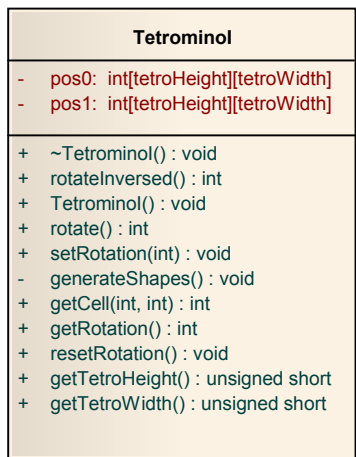 TetrominoI
- pos0: int[tetroHeight][tetroWidth]
- pos1: int[tetroHeight][tetroWidth]
+ ~TetrominoI() : void
+ rotateInversed() : int
+ TetrominoI() : void
+ rotate() : int
+ setRotation(int) : void
- generateShapes() : void
+ getCell(int, int) : int
+ getRotation() : int
+ resetRotation() : void
+ getTetroHeight() : unsigned short
+ getTetroWidth() : unsigned short